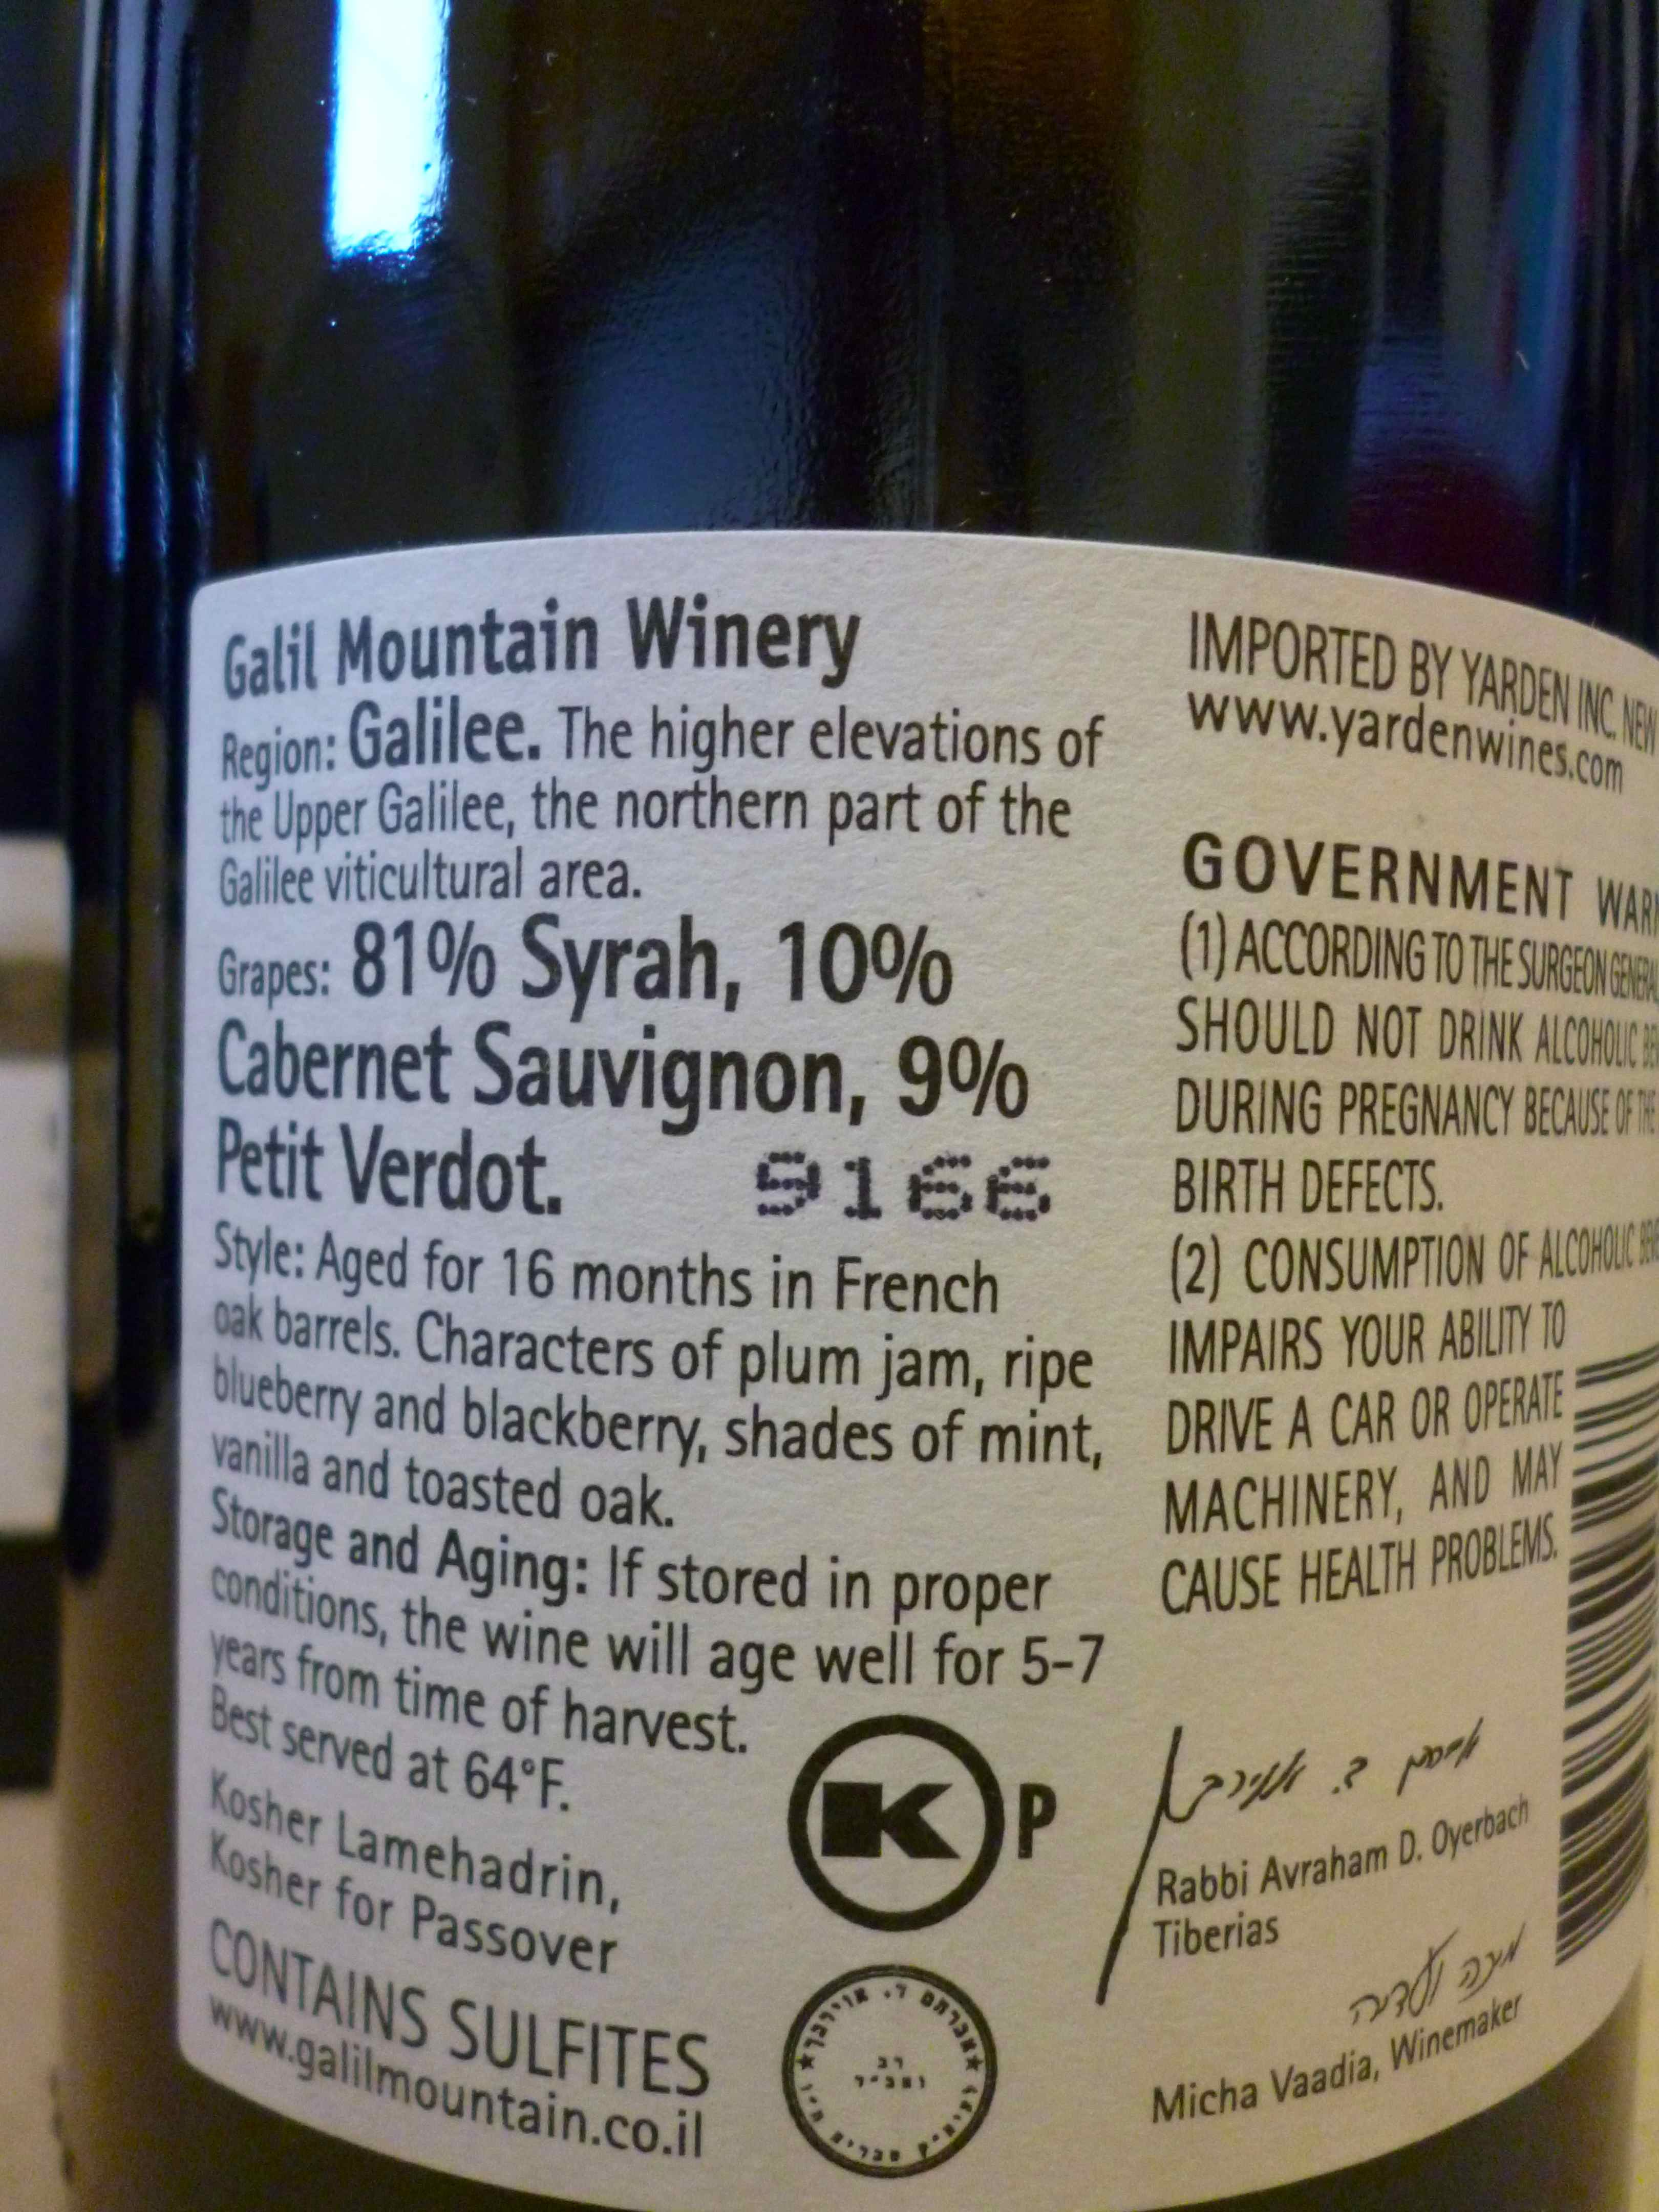 Galil Mountain Winery
Region: Galilee. The higher elevations of
the Upper Galilee, the northern part of the
Galilee viticultural area.
Grapes: 81% Syrah, 10%
Cabernet Sauvignon, 9%
Petit Verdot.
9166
Style: Aged for 16 months in French
oak barrels. Characters of plum jam, ripe
blueberry and blackberry, shades of mint,
vanilla and toasted oak.
Storage and Aging: If stored in proper
conditions, the wine will age well for 5-7
years from time of harvest.
Best served at 64°F.
Kosher Lamehadrin,
Kosher for Passover
CONTAINS SULFITES
www.galilmountain.co.il
K P
IMPORTED BY YARDEN INC. NEW
www.yardenwines.com
GOVERNMENT WARN
(1) ACCORDING TO THE SURGEON GENERAL
SHOULD NOT DRINK ALCOHOLIC
DURING PREGNANCY BECAUSE OF THE
BIRTH DEFECTS.
(2) CONSUMPTION OF ALCOHOLIC
IMPAIRS YOUR ABILITY TO
DRIVE A CAR OR OPERATE
MACHINERY, AND MAY
CAUSE HEALTH PROBLEMS.
Rabbi Avraham D. Oyerbach
Tiberias
מיכה ועדיה
Micha Vaadia, Winemaker